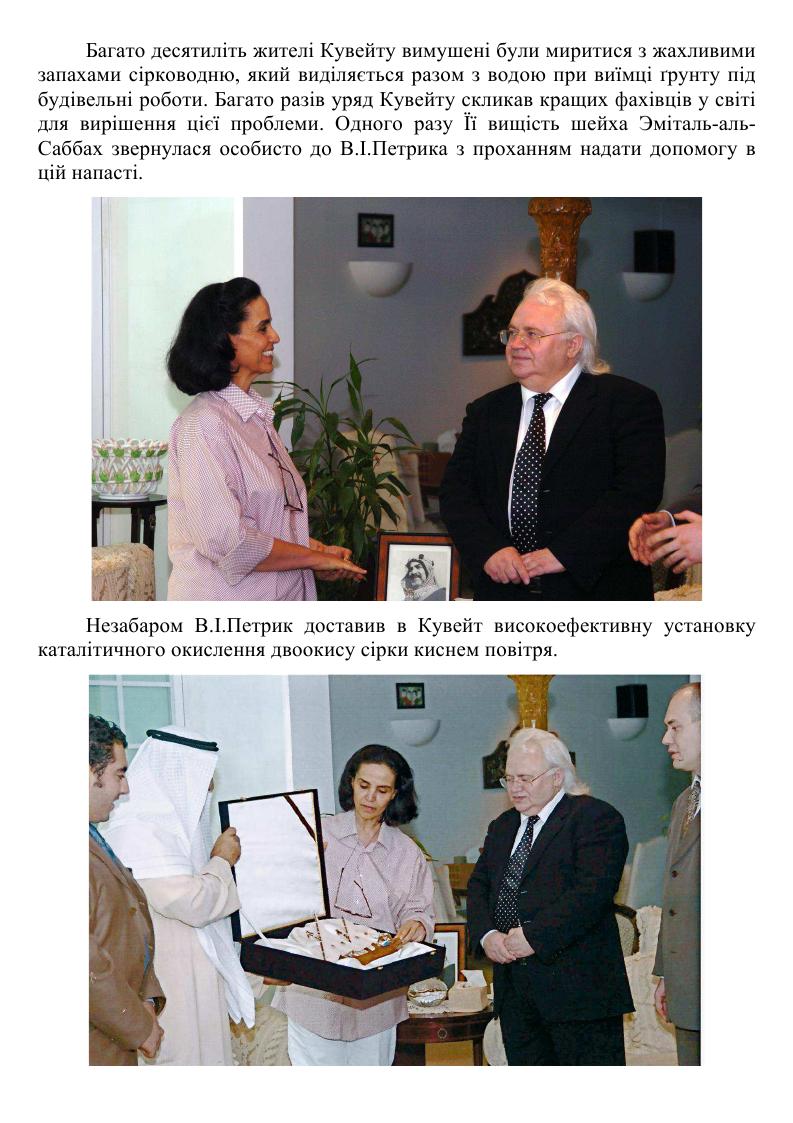 Багато десятиліть жителі Кувейту вимушені були миритися з жахливими
запахами сірководню, який виділяється разом з водою при виїмці ґрунту під
будівельні роботи. Багато разів уряд Кувейту скликав кращих фахівців у світі
для вирішення цієї проблеми. Одного разу Її вищість шейха Эміталь-аль-
Саббах звернулася особисто до В.І.Петрика з проханням надати допомогу в
цій напасті.
Незабаром В.І.Петрик доставив в Кувейт високоефективну установку
каталітичного окислення двоокису сірки киснем повітря.